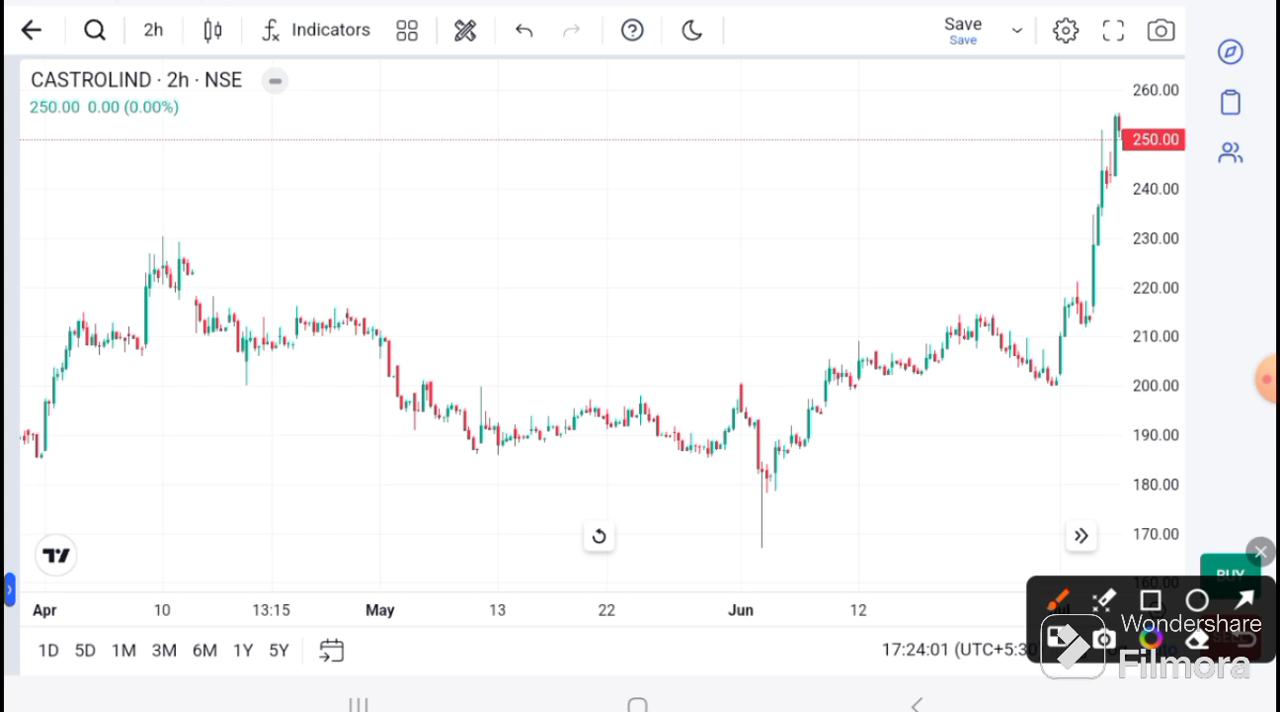 2h
Indicators
Save
Save
CASTROLIND · 2h · NSE
250.00 0.00 (0.00%)
260.00
250.00
240.00
230.00
220.00
210.00
200.00
190.00
180.00
170.00
160.00
BUY
Apr 10 13:15 May 13 22 Jun 12
1D 5D 1M 3M 6M 1Y 5Y
17:24:01 (UTC+5:30
Wondershare
Filmora